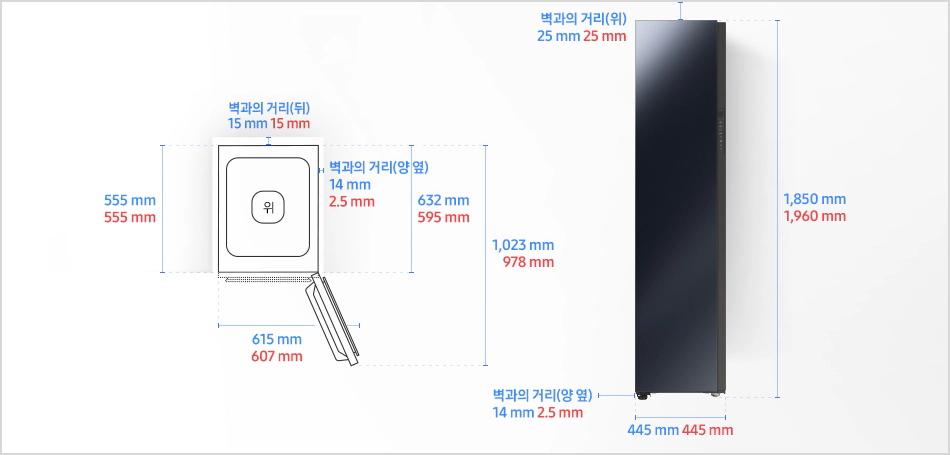 벽과의 거리(위)
25 mm 25 mm
벽과의 거리(뒤)
15 mm 15 mm
벽과의 거리(양 옆)
14 mm
2.5 mm
555 mm
555 mm
위
632 mm
595 mm
1,023 mm
978 mm
615 mm
607 mm
1,850 mm
1,960 mm
벽과의 거리(양 옆)
14 mm 2.5 mm
445 mm 445 mm